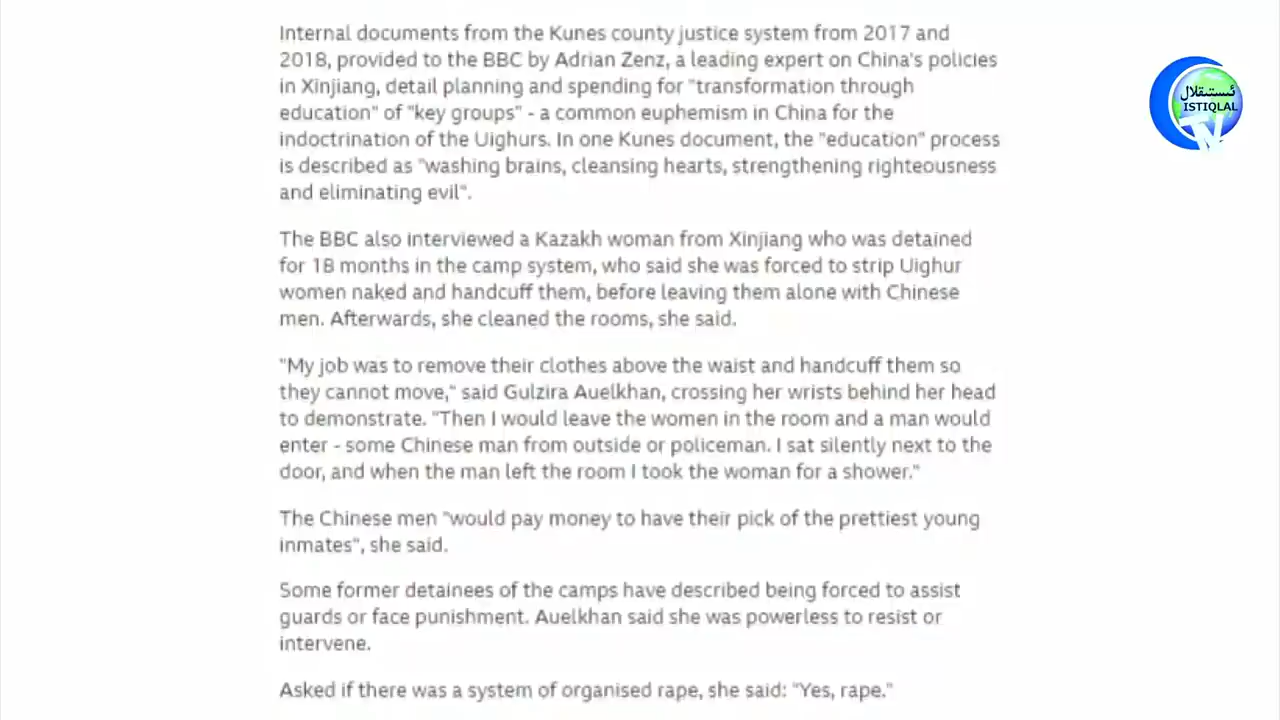 Internal documents from the Kunes county justice system from 2017 and
2018, provided to the BBC by Adrian Zenz, a leading expert on China's policies
in Xinjiang, detail planning and spending for "transformation through
education" of "key groups" - a common euphemism in China for the
indoctrination of the Uighurs. In one Kunes document, the "education" process
is described as "washing brains, cleansing hearts, strengthening righteousness
and eliminating evil".
The BBC also interviewed a Kazakh woman from Xinjiang who was detained
for 18 months in the camp system, who said she was forced to strip Uighur
women naked and handcuff them, before leaving them alone with Chinese
men. Afterwards, she cleaned the rooms, she said.
"My job was to remove their clothes above the waist and handcuff them so
they cannot move," said Gulzira Auelkhan, crossing her wrists behind her head
to demonstrate. "Then I would leave the women in the room and a man would
enter - some Chinese man from outside or policeman. I sat silently next to the
door, and when the man left the room I took the woman for a shower."
The Chinese men "would pay money to have their pick of the prettiest young
inmates", she said.
Some former detainees of the camps have described being forced to assist
guards or face punishment. Auelkhan said she was powerless to resist or
intervene.
Asked if there was a system of organised rape, she said: "Yes, rape."
ئىستىقلال
ISTIQLAL
TV